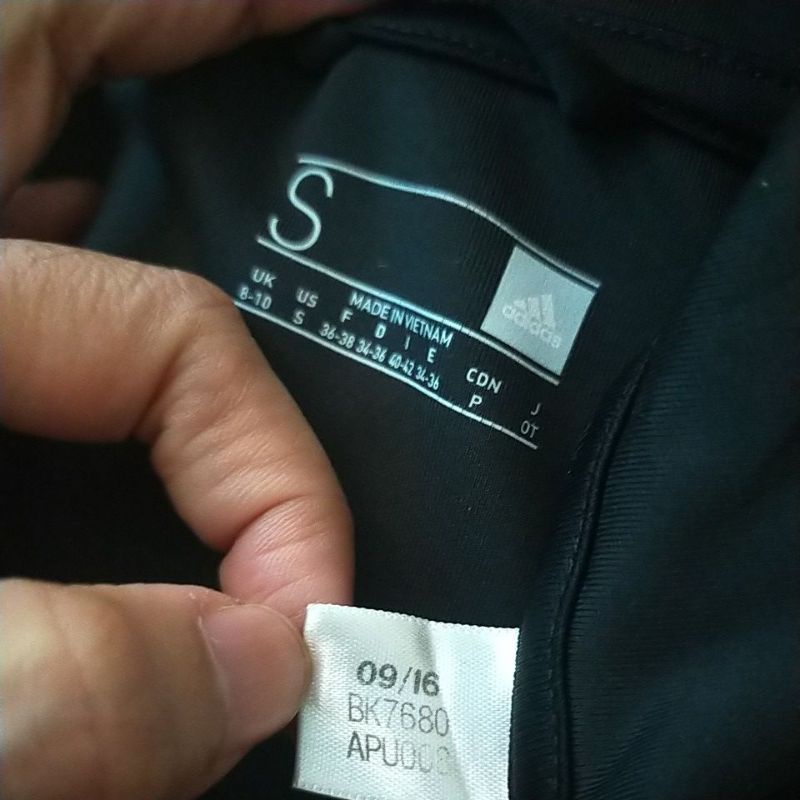 S
adidas
MADE IN VIETNAM
UK US F D I E CDN J
8-10 S 36-38 34-36 40-42 34-36 P OT
09/16
BK7680